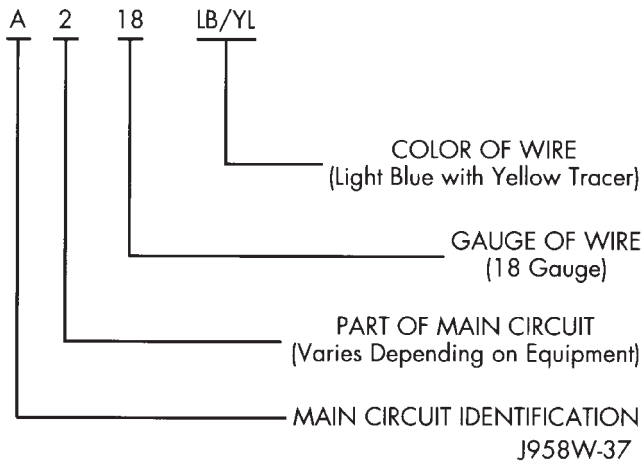 A 2 18 LB/YL
COLOR OF WIRE
(Light Blue with Yellow Tracer)
GAUGE OF WIRE
(18 Gauge)
PART OF MAIN CIRCUIT
(Varies Depending on Equipment)
MAIN CIRCUIT IDENTIFICATION
J958W-37